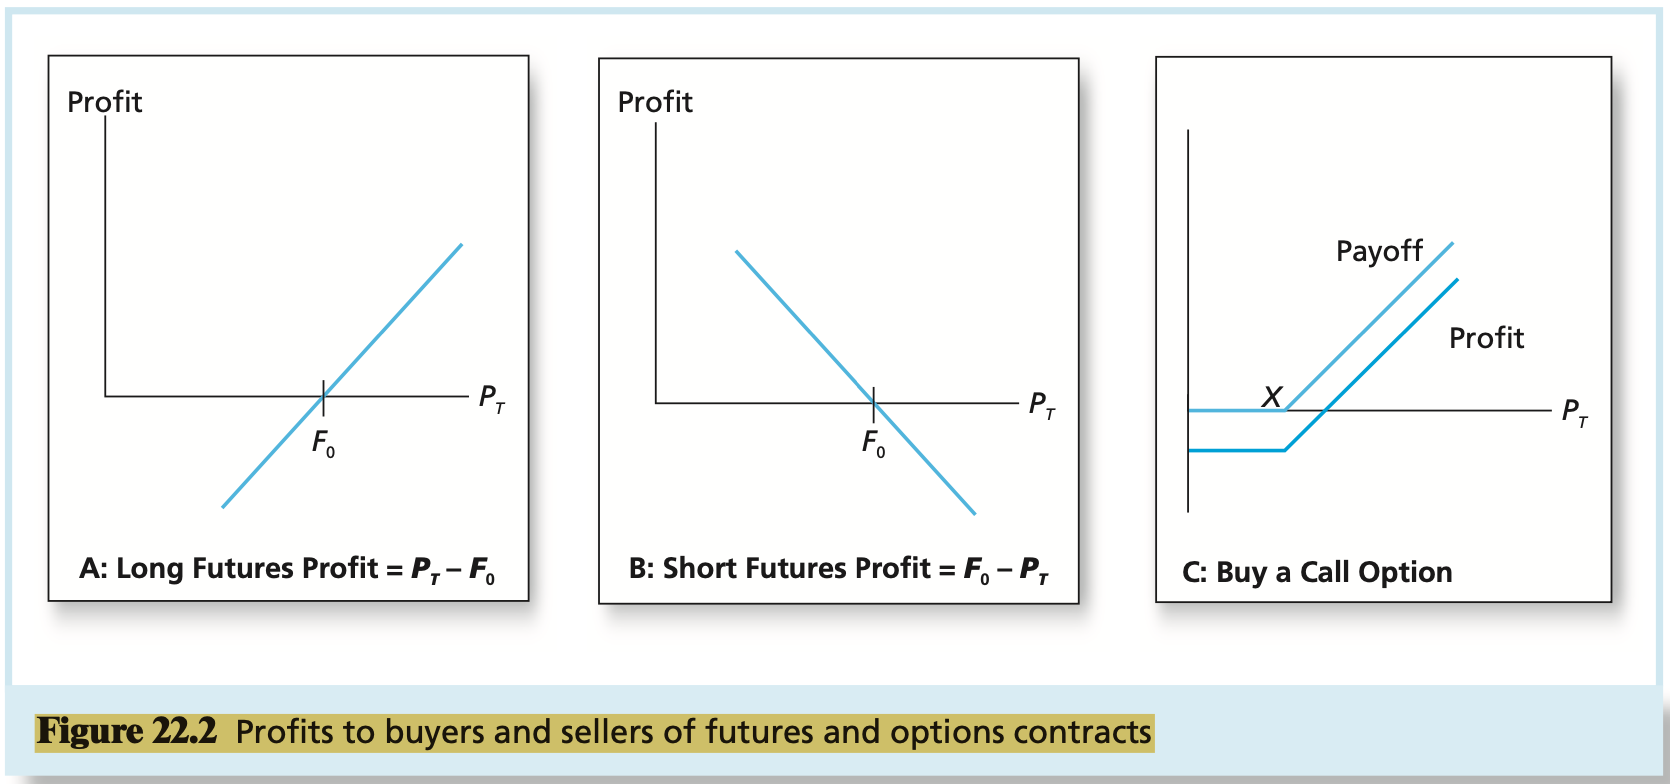 Profit
P_T
F_0
A: Long Futures Profit = P_T – F_0
Profit
P_T
F_0
B: Short Futures Profit = F_0 – P_T
Payoff
Profit
X
P_T
C: Buy a Call Option
Figure 22.2 Profits to buyers and sellers of futures and options contracts